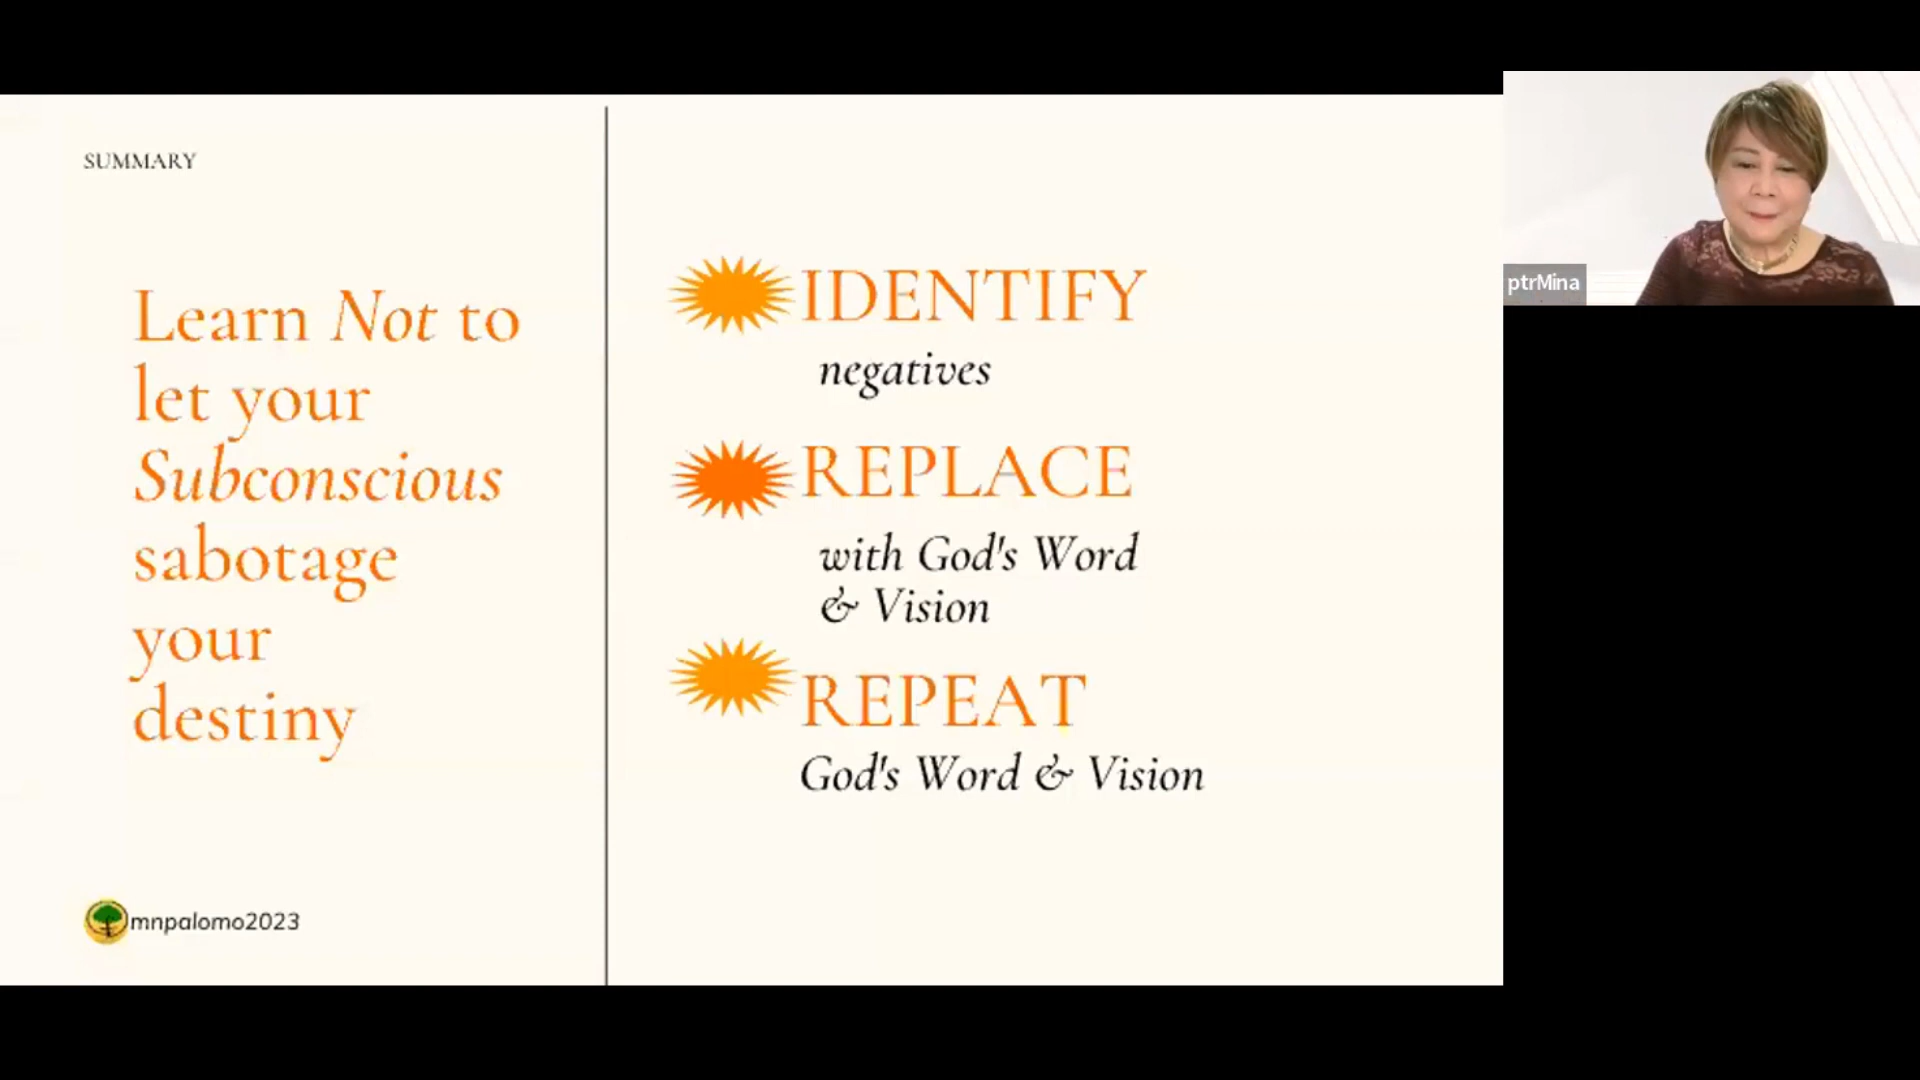 SUMMARY
Learn Not to
let your
Subconscious
sabotage
your
destiny
mnpalomo2023
IDENTIFY
negatives
REPLACE
with God's Word
& Vision
REPEAT
God's Word & Vision
ptrMina